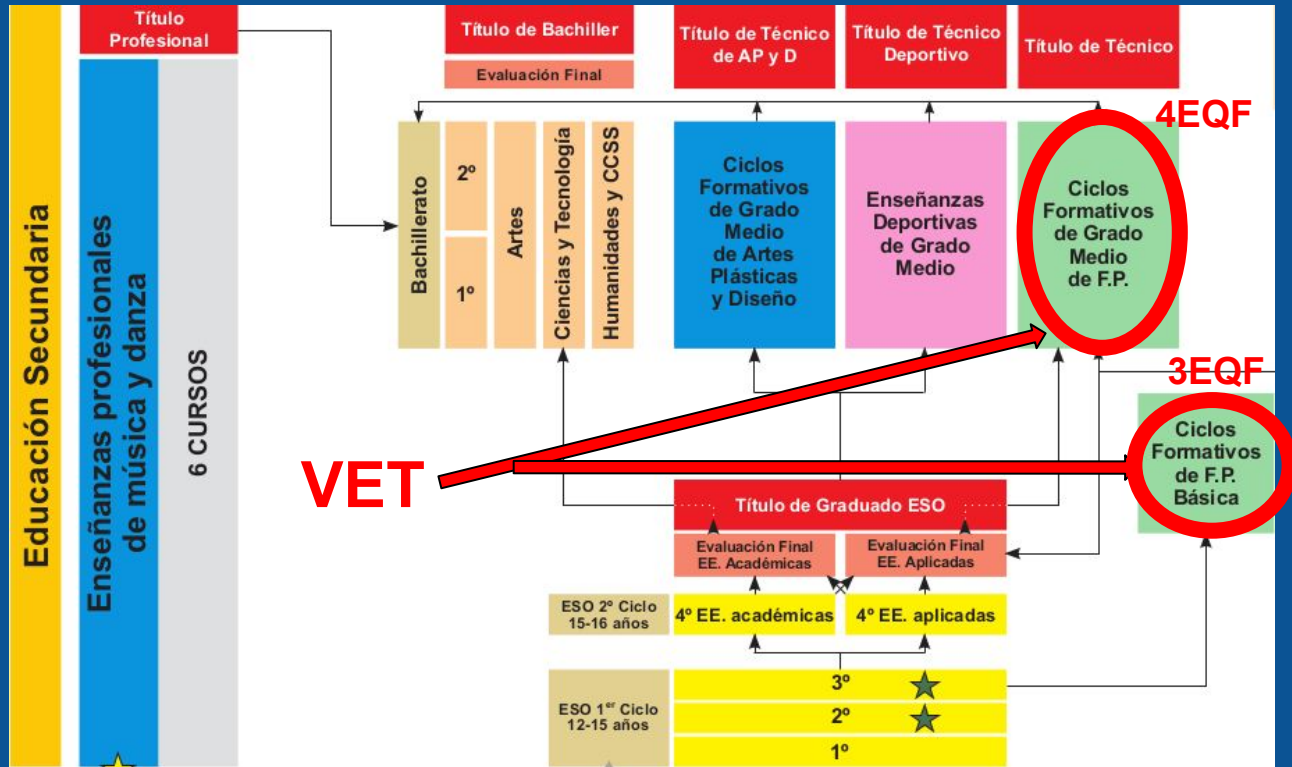 Educación Secundaria
Título
Profesional
Enseñanzas profesionales
de música y danza
6 CURSOS
Título de Bachiller
Evaluación Final
Título de Técnico
de AP y D
Título de Técnico
Deportivo
Título de Técnico
4EQF
Bachillerato
2º
1º
Artes
Ciencias y Tecnología
Humanidades y CCSS
Ciclos
Formativos
de Grado
Medio
de Artes
Plásticas
y Diseño
Enseñanzas
Deportivas
de Grado
Medio
Ciclos
Formativos
de Grado
Medio
de F.P.
3EQF
Ciclos
Formativos
de F.P.
Básica
VET
Título de Graduado ESO
Evaluación Final
EE. Académicas
Evaluación Final
EE. Aplicadas
ESO 2º Ciclo
15-16 años
4º EE. académicas
4º EE. aplicadas
ESO 1er Ciclo
12-15 años
3º
2º
1º